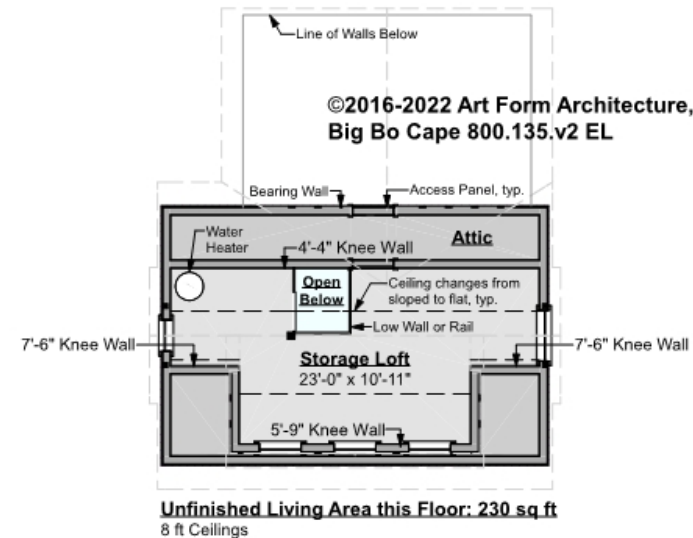 Line of Walls Below
©2016-2022 Art Form Architecture,
Big Bo Cape 800.135.v2 EL
Bearing Wall
Access Panel, typ.
Water
Heater
Attic
4'-4" Knee Wall
Open
Below
Ceiling changes from
sloped to flat, typ.
Low Wall or Rail
7'-6" Knee Wall
7'-6" Knee Wall
Storage Loft
23'-0" x 10'-11"
5'-9" Knee Wall
Unfinished Living Area this Floor: 230 sq ft
8 ft Ceilings